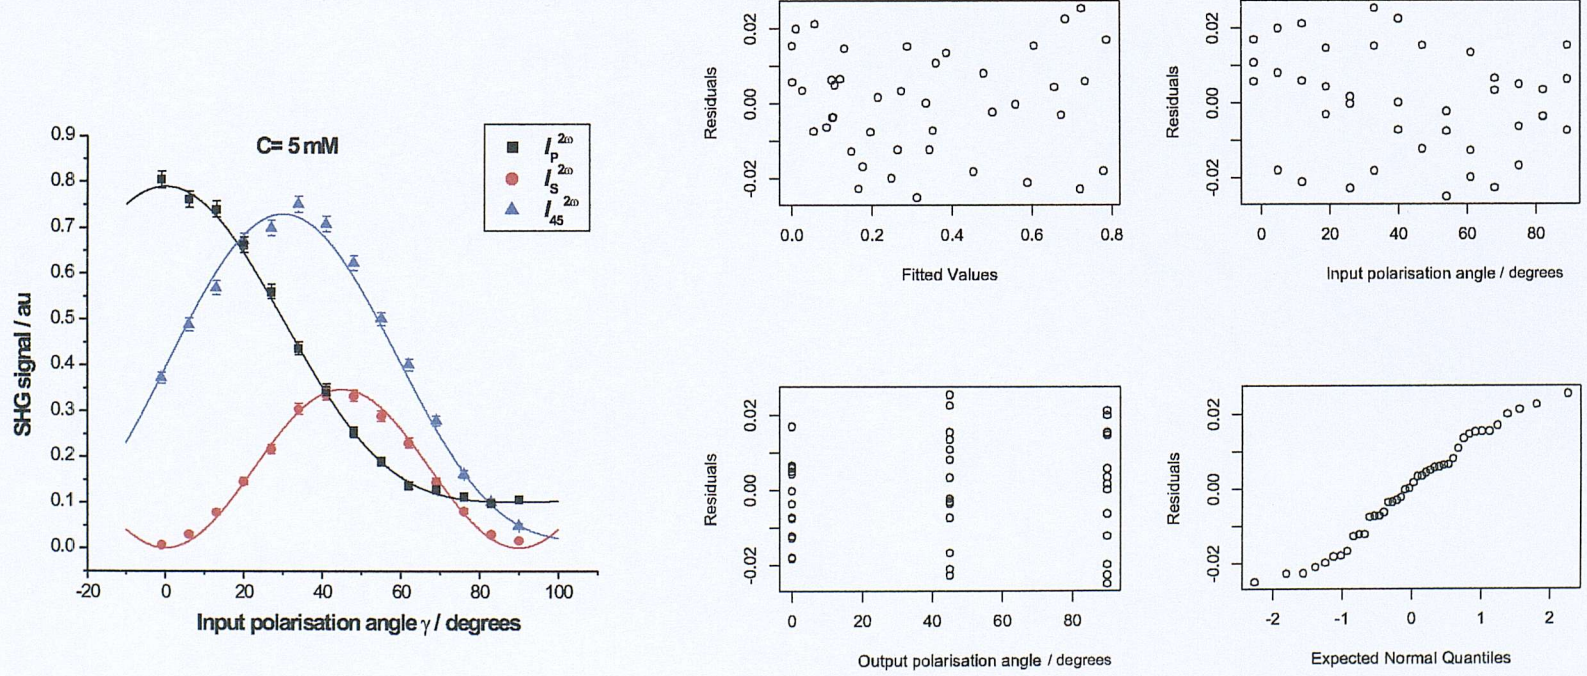 C= 5 mM
I_P^2ω
I_S^2ω
I_45^2ω
SHG signal / au
0.9
0.8
0.7
0.6
0.5
0.4
0.3
0.2
0.1
0.0
-20 0 20 40 60 80 100
Input polarisation angle γ / degrees
Residuals
0.02
0.00
-0.02
0.0 0.2 0.4 0.6 0.8
Fitted Values
Residuals
0.02
0.00
-0.02
0 20 40 60 80
Input polarisation angle / degrees
Residuals
0.02
0.00
-0.02
0 20 40 60 80
Output polarisation angle / degrees
Residuals
0.02
0.00
-0.02
-2 -1 0 1 2
Expected Normal Quantiles